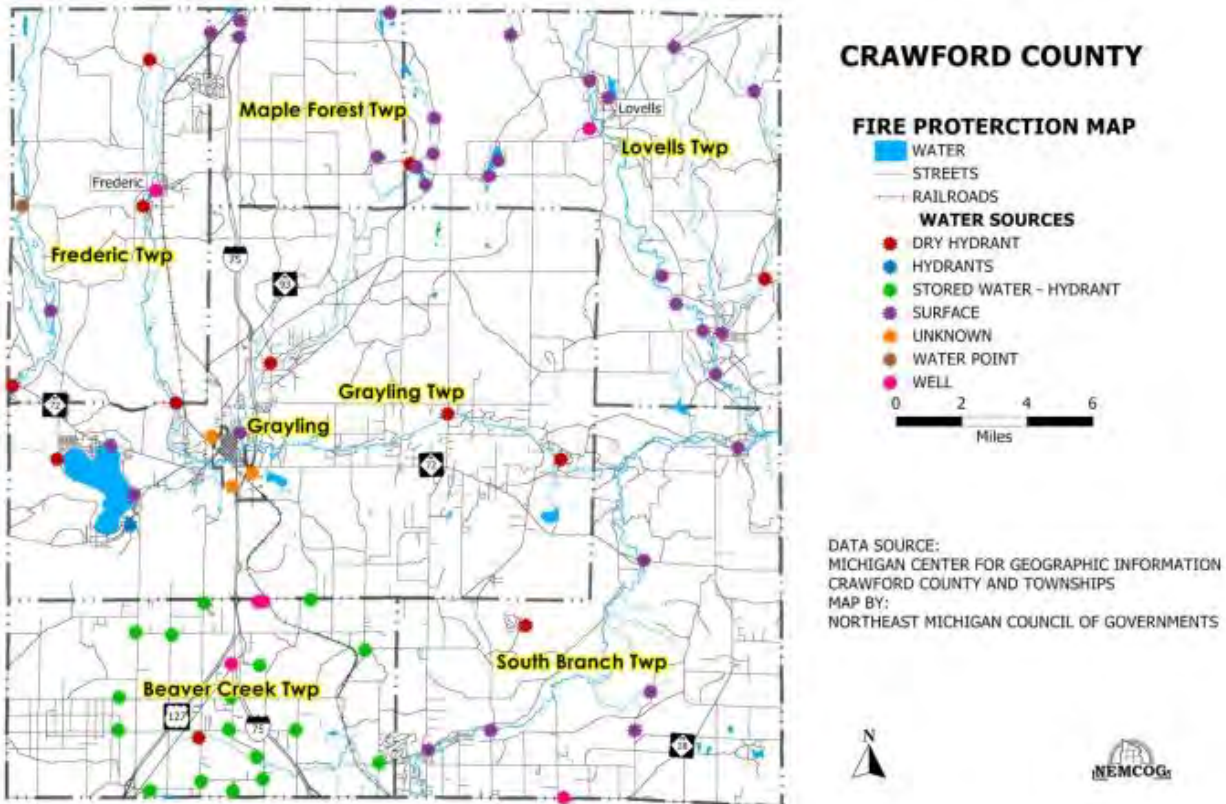 CRAWFORD COUNTY
FIRE PROTERCTION MAP
WATER
STREETS
RAILROADS
WATER SOURCES
DRY HYDRANT
HYDRANTS
STORED WATER - HYDRANT
SURFACE
UNKNOWN
WATER POINT
WELL
0 2 4 6
Miles
DATA SOURCE:
MICHIGAN CENTER FOR GEOGRAPHIC INFORMATION
CRAWFORD COUNTY AND TOWNSHIPS
MAP BY:
NORTHEAST MICHIGAN COUNCIL OF GOVERNMENTS
N
NEMCOG
Maple Forest Twp
Lovells
Lovells Twp
Frederic
Frederic Twp
75
93
Grayling Twp
72
Grayling
72
South Branch Twp
Beaver Creek Twp
127
75
18